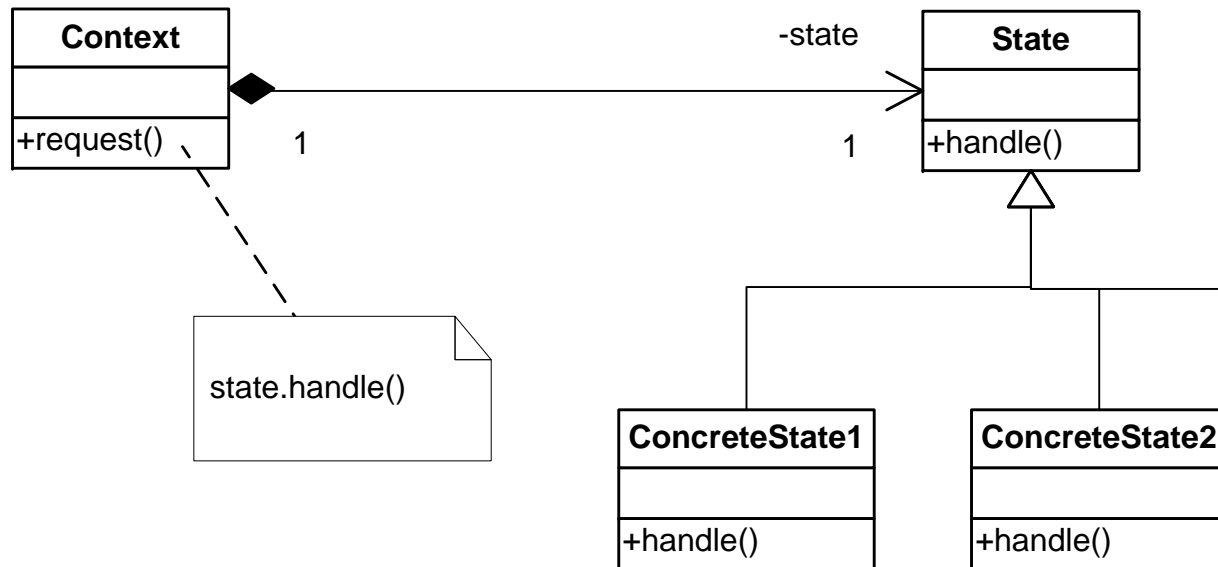 Context
-state
State
+request()
1
1
+handle()
state.handle()
ConcreteState1
ConcreteState2
+handle()
+handle()